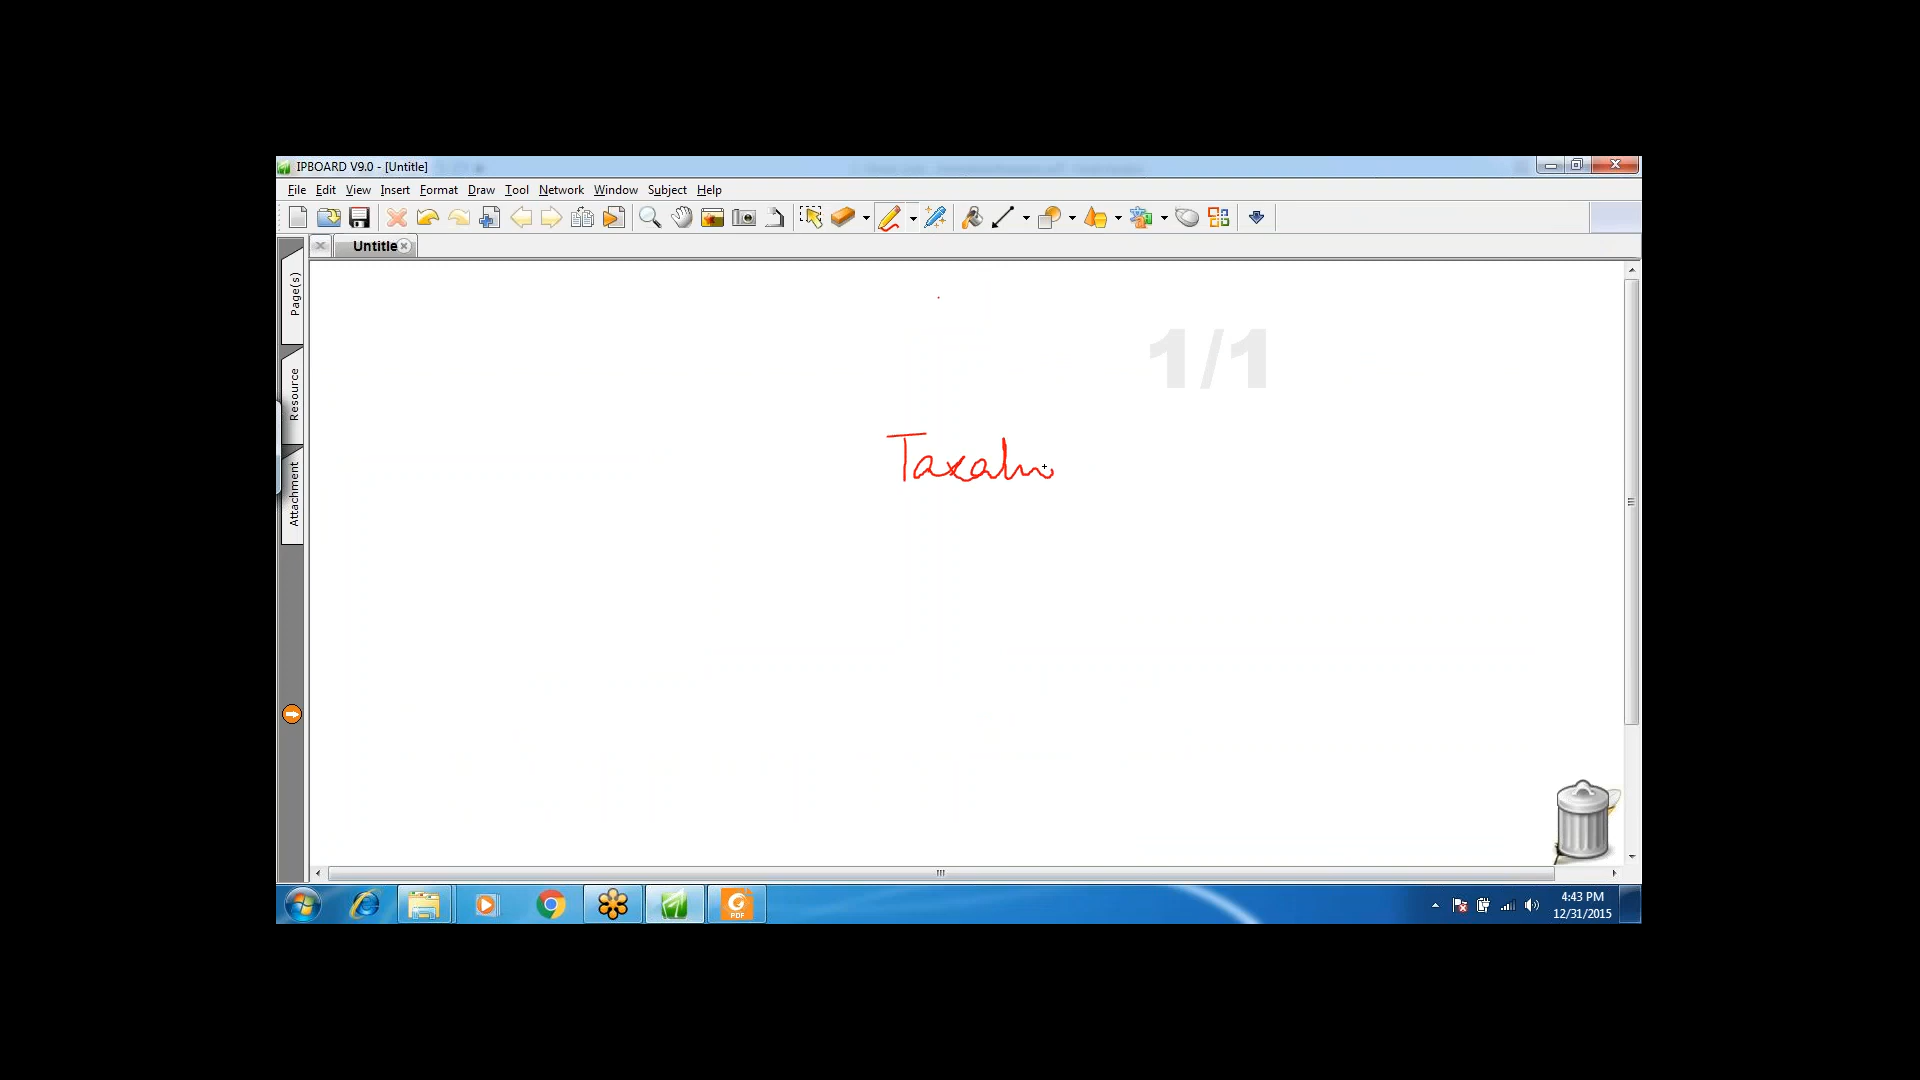 IPBOARD V9.0 - [Untitle]
File Edit View Insert Format Draw Tool Network Window Subject Help
Untitle
Page(s)
Resource
Attachment
1/1
PDF
4:43 PM
12/31/2015